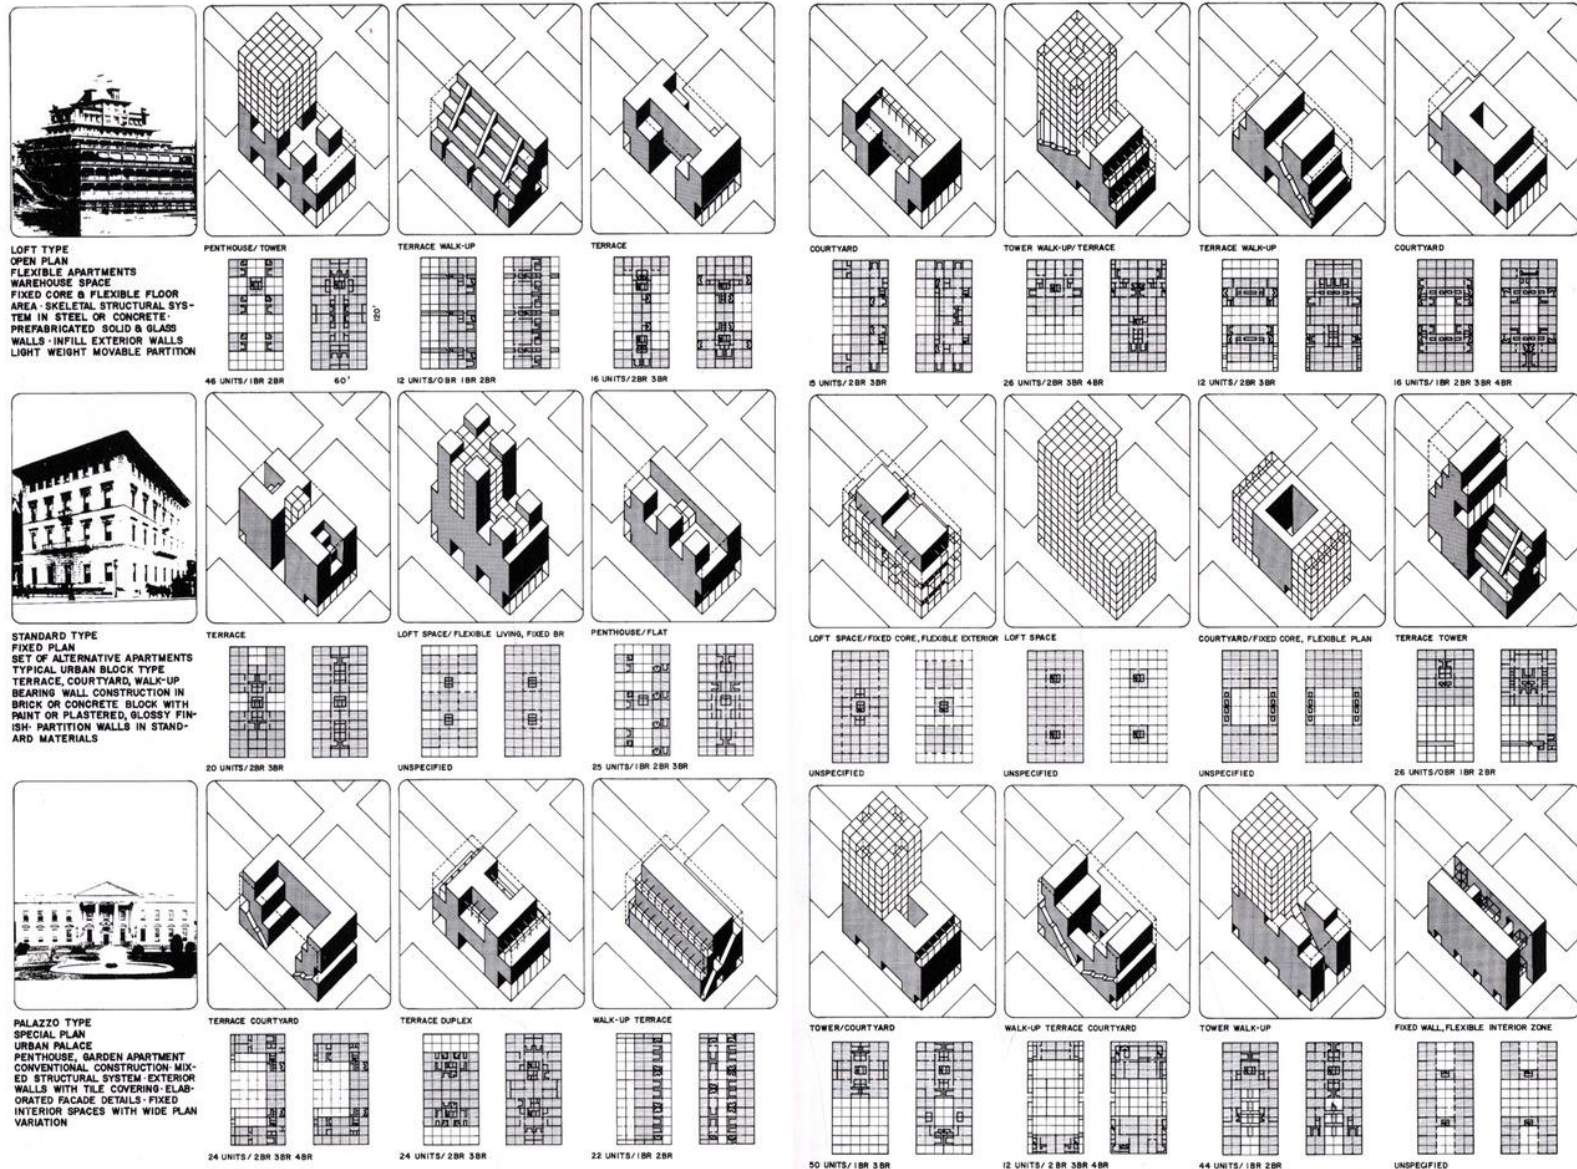 LOFT TYPE
OPEN PLAN
FLEXIBLE APARTMENTS
WAREHOUSE SPACE
FIXED CORE & FLEXIBLE FLOOR
AREA · SKELETAL STRUCTURAL SYS-
TEM IN STEEL OR CONCRETE ·
PREFABRICATED SOLID & GLASS
WALLS · INFILL EXTERIOR WALLS
LIGHT WEIGHT MOVABLE PARTITION
PENTHOUSE/TOWER
120'
46 UNITS/1BR 2BR
60'
TERRACE WALK-UP
12 UNITS/0BR 1BR 2BR
TERRACE
16 UNITS/2BR 3BR
COURTYARD
15 UNITS/2BR 3BR
TOWER WALK-UP/TERRACE
26 UNITS/2BR 3BR 4BR
TERRACE WALK-UP
12 UNITS/2BR 3BR
COURTYARD
16 UNITS/1BR 2BR 3BR 4BR
STANDARD TYPE
FIXED PLAN
SET OF ALTERNATIVE APARTMENTS
TYPICAL URBAN BLOCK TYPE
TERRACE, COURTYARD, WALK-UP
BEARING WALL CONSTRUCTION IN
BRICK OR CONCRETE BLOCK WITH
PAINT OR PLASTERED, GLOSSY FIN-
ISH · PARTITION WALLS IN STAND-
ARD MATERIALS
TERRACE
20 UNITS/2BR 3BR
LOFT SPACE/FLEXIBLE LIVING, FIXED BR
UNSPECIFIED
PENTHOUSE/FLAT
25 UNITS/1BR 2BR 3BR
LOFT SPACE/FIXED CORE, FLEXIBLE EXTERIOR
UNSPECIFIED
LOFT SPACE
UNSPECIFIED
COURTYARD/FIXED CORE, FLEXIBLE PLAN
UNSPECIFIED
TERRACE TOWER
26 UNITS/0BR 1BR 2BR
PALAZZO TYPE
SPECIAL PLAN
URBAN PALACE
PENTHOUSE, GARDEN APARTMENT
CONVENTIONAL CONSTRUCTION · MIX-
ED STRUCTURAL SYSTEM · EXTERIOR
WALLS WITH TILE COVERING · ELAB-
ORATED FACADE DETAILS · FIXED
INTERIOR SPACES WITH WIDE PLAN
VARIATION
TERRACE COURTYARD
24 UNITS/2BR 3BR 4BR
TERRACE DUPLEX
24 UNITS/2BR 3BR
WALK-UP TERRACE
22 UNITS/1BR 2BR
TOWER/COURTYARD
50 UNITS/1BR 3BR
WALK-UP TERRACE COURTYARD
12 UNITS/2BR 3BR 4BR
TOWER WALK-UP
44 UNITS/1BR 2BR
FIXED WALL, FLEXIBLE INTERIOR ZONE
UNSPECIFIED